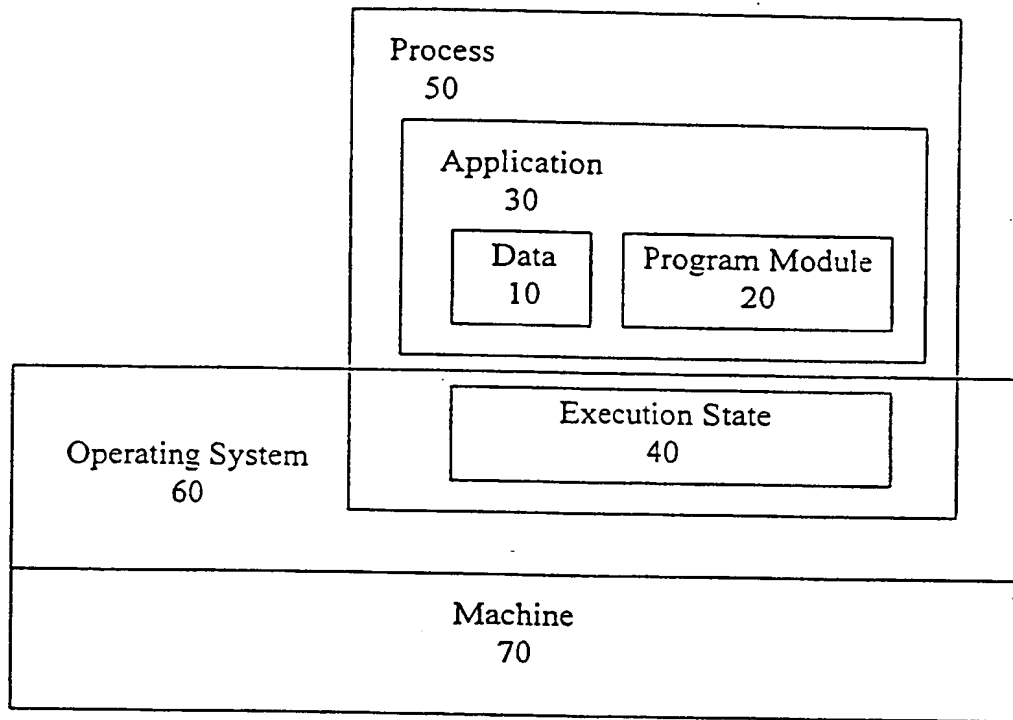 Process
50
Application
30
Data
10
Program Module
20
Execution State
40
Operating System
60
Machine
70